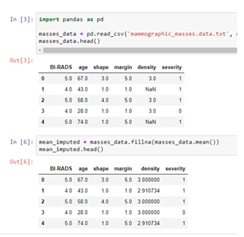 In [3]: import pandas as pd
masses_data = pd.read_csv('mammographic_masses.data.txt',
masses_data.head()
Out[3]:
BI-RADS age shape margin density severity
0 5.0 67.0 3.0 5.0 3.0 1
1 4.0 43.0 1.0 1.0 NaN 1
2 5.0 58.0 4.0 5.0 3.0 1
3 4.0 28.0 1.0 1.0 3.0 0
4 5.0 74.0 1.0 5.0 NaN 1
In [6]: mean_imputed = masses_data.fillna(masses_data.mean())
mean_imputed.head()
Out[6]:
BI-RADS age shape margin density severity
0 5.0 67.0 3.0 5.0 3.000000 1
1 4.0 43.0 1.0 1.0 2.910734 1
2 5.0 58.0 4.0 5.0 3.000000 1
3 4.0 28.0 1.0 1.0 3.000000 0
4 5.0 74.0 1.0 5.0 2.910734 1